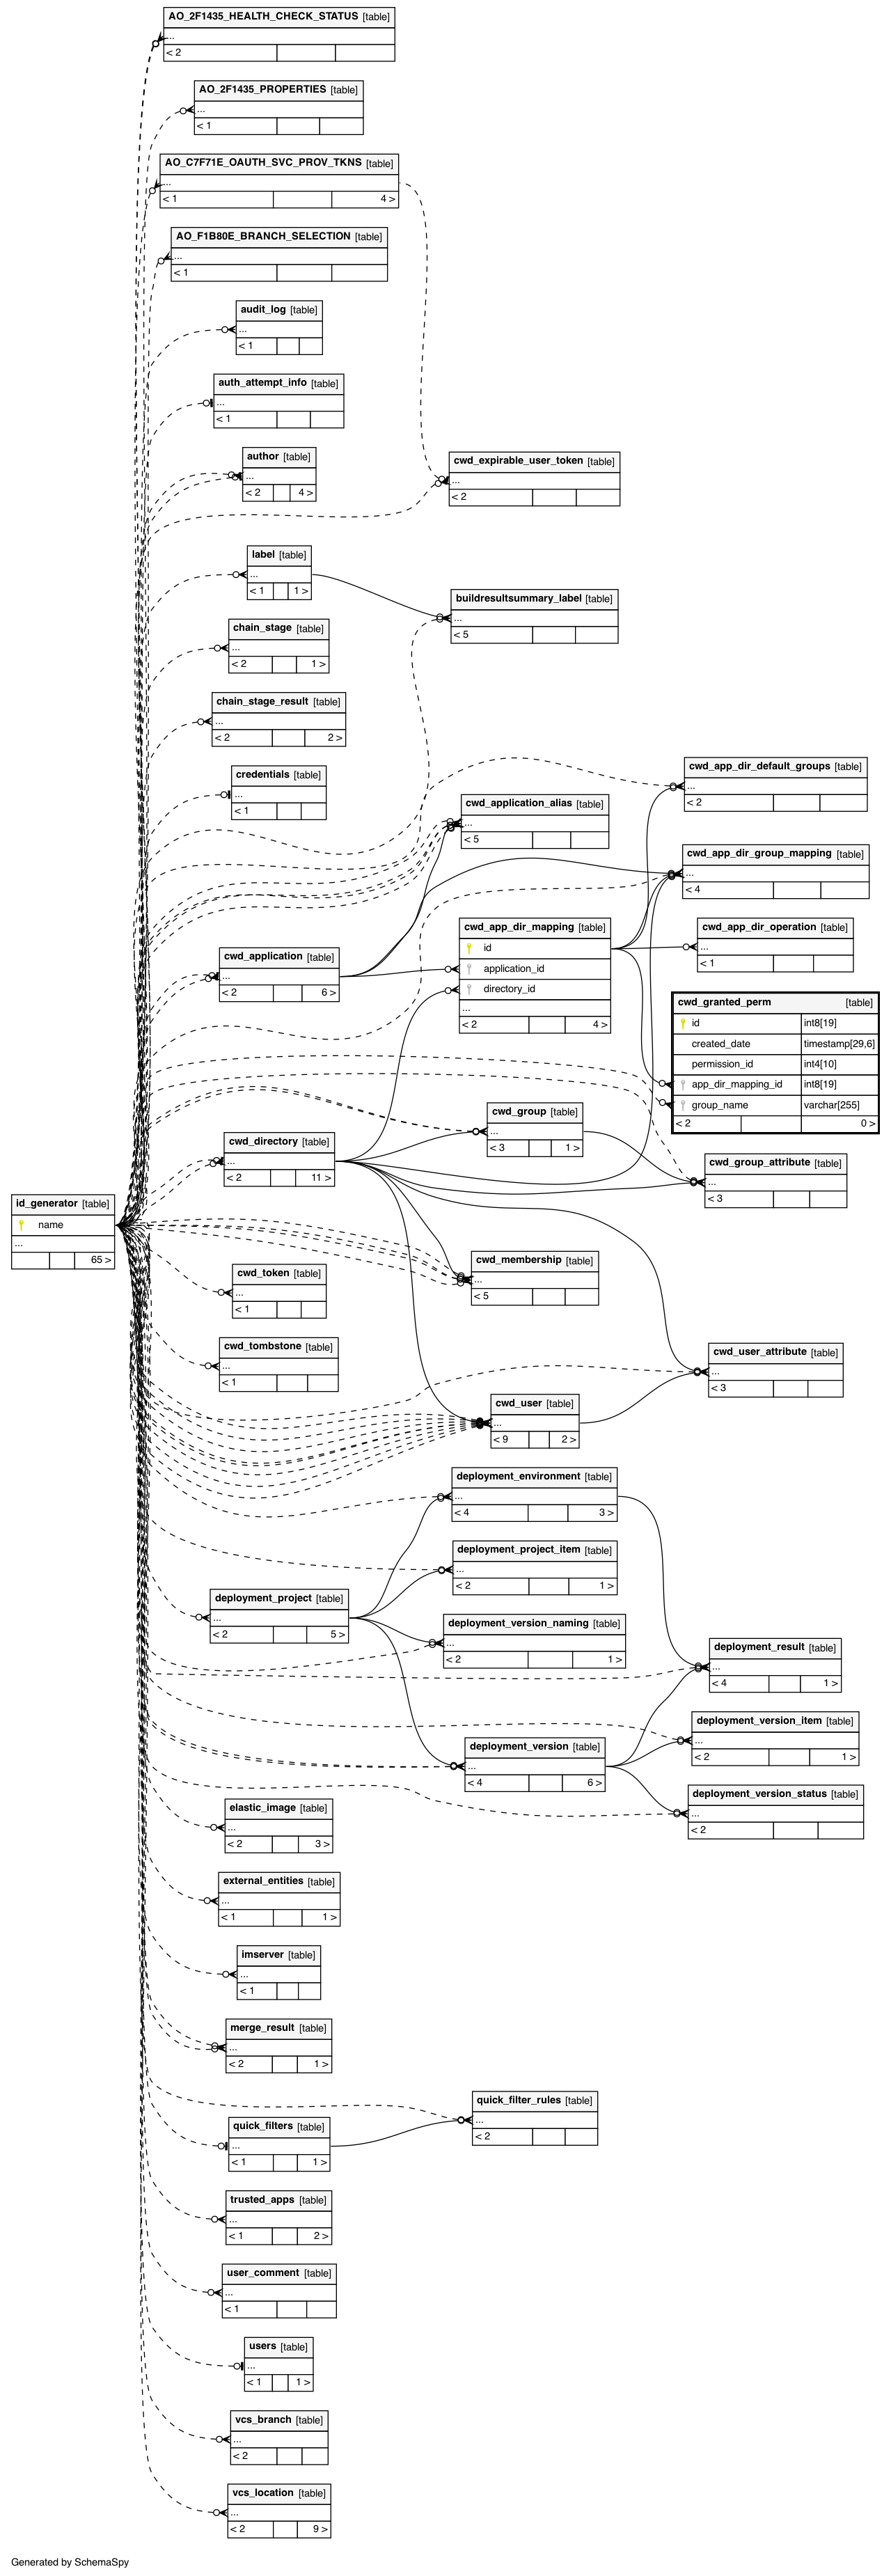 AO_2F1435_HEALTH_CHECK_STATUS [table]
...
< 2
AO_2F1435_PROPERTIES [table]
...
< 1
AO_C7F71E_OAUTH_SVC_PROV_TKNS [table]
...
< 1 4 >
AO_F1B80E_BRANCH_SELECTION [table]
...
< 1
audit_log [table]
...
< 1
auth_attempt_info [table]
...
< 1
author [table]
...
< 2 4 >
cwd_expirable_user_token [table]
...
< 2
label [table]
...
< 1 1 >
buildresultsummary_label [table]
...
< 5
chain_stage [table]
...
< 2 1 >
chain_stage_result [table]
...
< 2 2 >
credentials [table]
...
< 1
cwd_app_dir_default_groups [table]
...
< 2
cwd_application_alias [table]
...
< 5
cwd_app_dir_group_mapping [table]
...
< 4
cwd_application [table]
...
< 2 6 >
cwd_app_dir_mapping [table]
id
application_id
directory_id
...
< 2 4 >
cwd_app_dir_operation [table]
...
< 1
cwd_granted_perm [table]
id int8[19]
created_date timestamp[29,6]
permission_id int4[10]
app_dir_mapping_id int8[19]
group_name varchar[255]
< 2 0 >
cwd_group [table]
...
< 3 1 >
cwd_directory [table]
...
< 2 11 >
cwd_group_attribute [table]
...
< 3
id_generator [table]
name
...
65 >
cwd_membership [table]
...
< 5
cwd_token [table]
...
< 1
cwd_tombstone [table]
...
< 1
cwd_user_attribute [table]
...
< 3
cwd_user [table]
...
< 9 2 >
deployment_environment [table]
...
< 4 3 >
deployment_project_item [table]
...
< 2 1 >
deployment_project [table]
...
< 2 5 >
deployment_version_naming [table]
...
< 2 1 >
deployment_result [table]
...
< 4 1 >
deployment_version_item [table]
...
< 2 1 >
deployment_version [table]
...
< 4 6 >
deployment_version_status [table]
...
< 2
elastic_image [table]
...
< 2 3 >
external_entities [table]
...
< 1 1 >
imserver [table]
...
< 1
merge_result [table]
...
< 2 1 >
quick_filter_rules [table]
...
< 2
quick_filters [table]
...
< 1 1 >
trusted_apps [table]
...
< 1 2 >
user_comment [table]
...
< 1
users [table]
...
< 1 1 >
vcs_branch [table]
...
< 2
vcs_location [table]
...
< 2 9 >
Generated by SchemaSpy